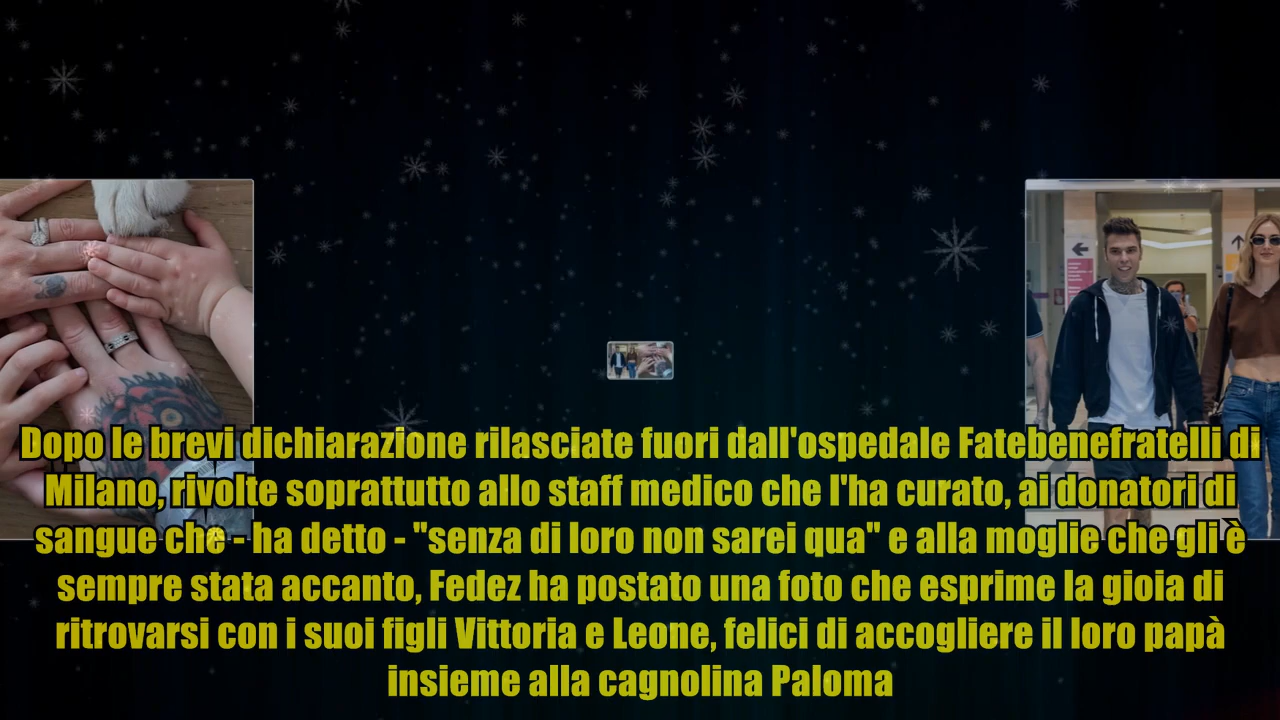 Dopo le brevi dichiarazione rilasciate fuori dall'ospedale Fatebenefratelli di
Milano, rivolte soprattutto allo staff medico che l'ha curato, ai donatori di
sangue che - ha detto - "senza di loro non sarei qua" e alla moglie che gli è
sempre stata accanto, Fedez ha postato una foto che esprime la gioia di
ritrovarsi con i suoi figli Vittoria e Leone, felici di accogliere il loro papà
insieme alla cagnolina Paloma